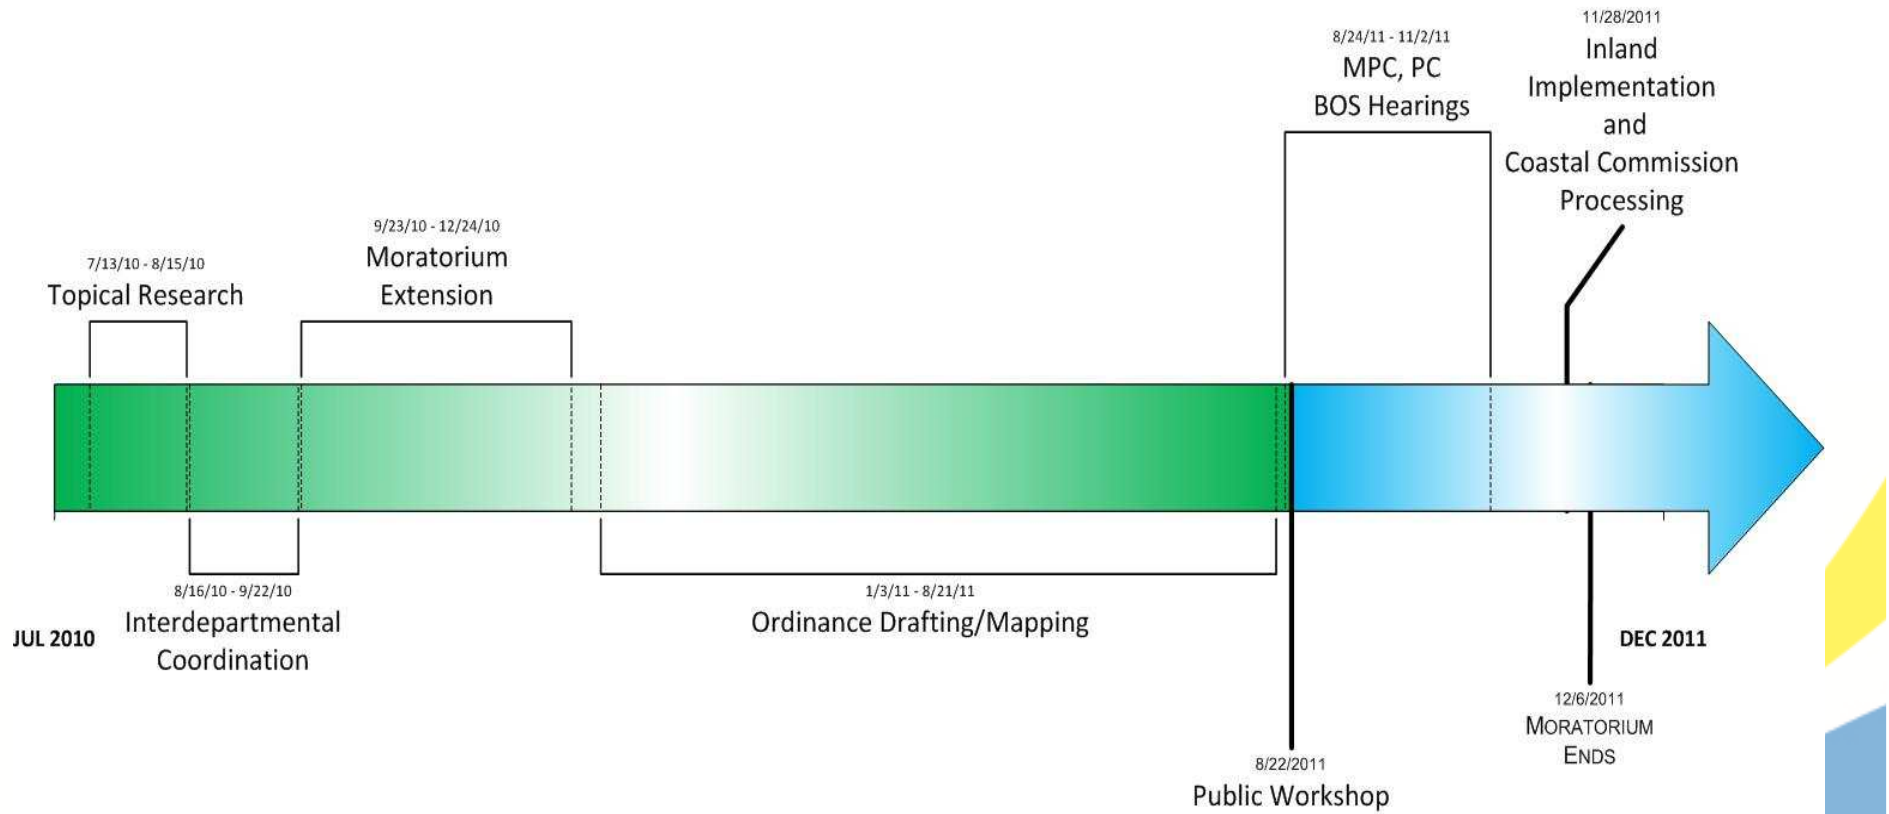 11/28/2011
Inland
Implementation
and
Coastal Commission
Processing
8/24/11 - 11/2/11
MPC, PC
BOS Hearings
9/23/10 - 12/24/10
Moratorium
Extension
7/13/10 - 8/15/10
Topical Research
8/16/10 - 9/22/10
Interdepartmental
Coordination
1/3/11 - 8/21/11
Ordinance Drafting/Mapping
JUL 2010
DEC 2011
12/6/2011
MORATORIUM
ENDS
8/22/2011
Public Workshop